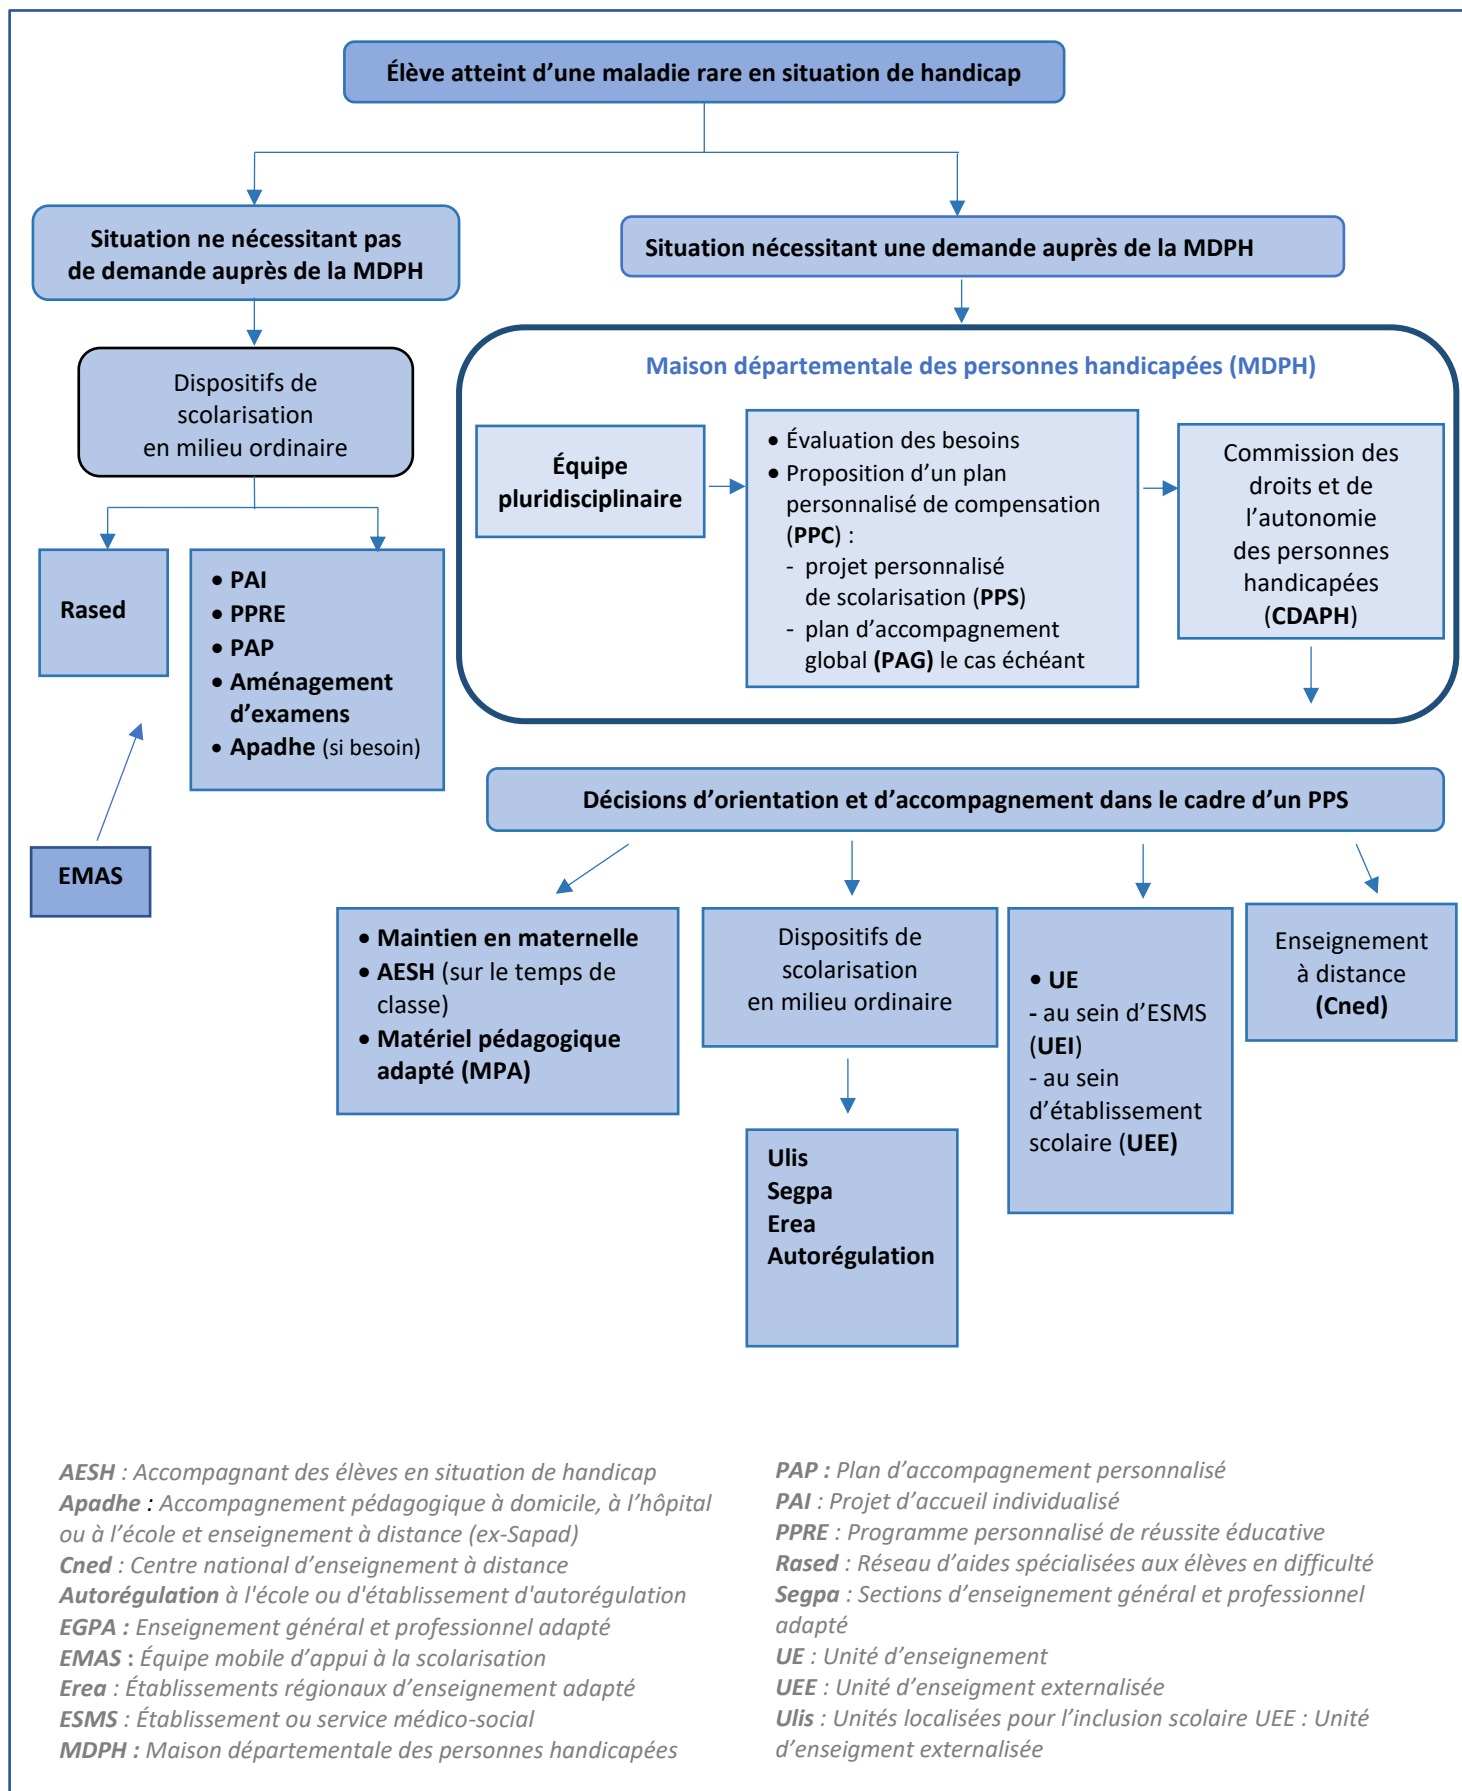 Élève atteint d’une maladie rare en situation de handicap
Situation ne nécessitant pas
de demande auprès de la MDPH
Situation nécessitant une demande auprès de la MDPH
Dispositifs de
scolarisation
en milieu ordinaire
Rased
• PAI
• PPRE
• PAP
• Aménagement
d’examens
• Apadhe (si besoin)
EMAS
Maison départementale des personnes handicapées (MDPH)
Équipe
pluridisciplinaire
• Évaluation des besoins
• Proposition d’un plan
personnalisé de compensation
(PPC) :
- projet personnalisé
de scolarisation (PPS)
- plan d’accompagnement
global (PAG) le cas échéant
Commission des
droits et de
l’autonomie
des personnes
handicapées
(CDAPH)
Décisions d’orientation et d’accompagnement dans le cadre d’un PPS
• Maintien en maternelle
• AESH (sur le temps de
classe)
• Matériel pédagogique
adapté (MPA)
Dispositifs de
scolarisation
en milieu ordinaire
Ulis
Segpa
Erea
Autorégulation
• UE
- au sein d’ESMS
(UEI)
- au sein
d’établissement
scolaire (UEE)
Enseignement
à distance
(Cned)
AESH : Accompagnant des élèves en situation de handicap
Apadhe : Accompagnement pédagogique à domicile, à l’hôpital
ou à l’école et enseignement à distance (ex-Sapad)
Cned : Centre national d’enseignement à distance
Autorégulation à l'école ou d'établissement d'autorégulation
EGPA : Enseignement général et professionnel adapté
EMAS : Équipe mobile d’appui à la scolarisation
Erea : Établissements régionaux d’enseignement adapté
ESMS : Établissement ou service médico-social
MDPH : Maison départementale des personnes handicapées
PAP : Plan d’accompagnement personnalisé
PAI : Projet d’accueil individualisé
PPRE : Programme personnalisé de réussite éducative
Rased : Réseau d’aides spécialisées aux élèves en difficulté
Segpa : Sections d’enseignement général et professionnel
adapté
UE : Unité d’enseignement
UEE : Unité d’enseigment externalisée
Ulis : Unités localisées pour l’inclusion scolaire UEE : Unité
d’enseigment externalisée